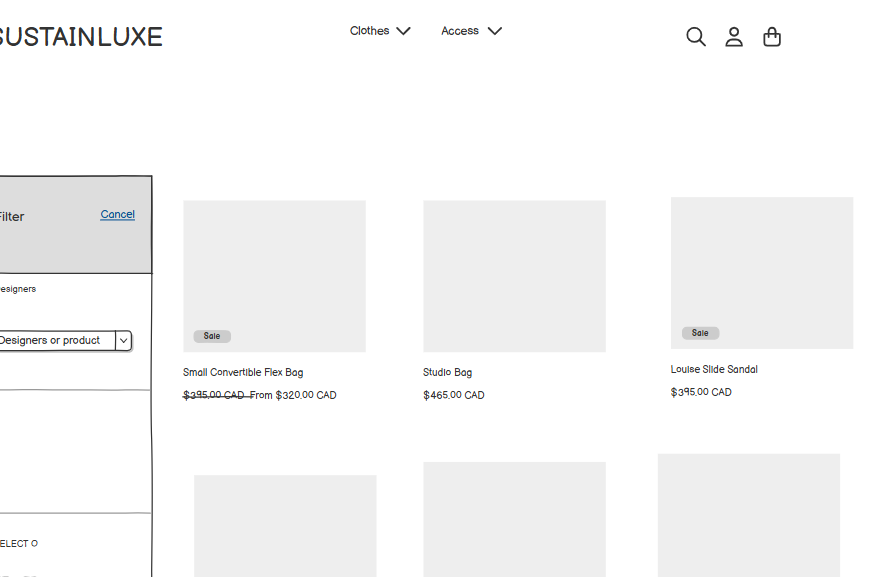 SUSTAINLUXE
Clothes
Access
Filter
Cancel
esigners
Designers or product
Sale
Sale
Small Convertible Flex Bag
Studio Bag
Louise Slide Sandal
$395.00 CAD From $320.00 CAD
$465.00 CAD
$395.00 CAD
ELECT O